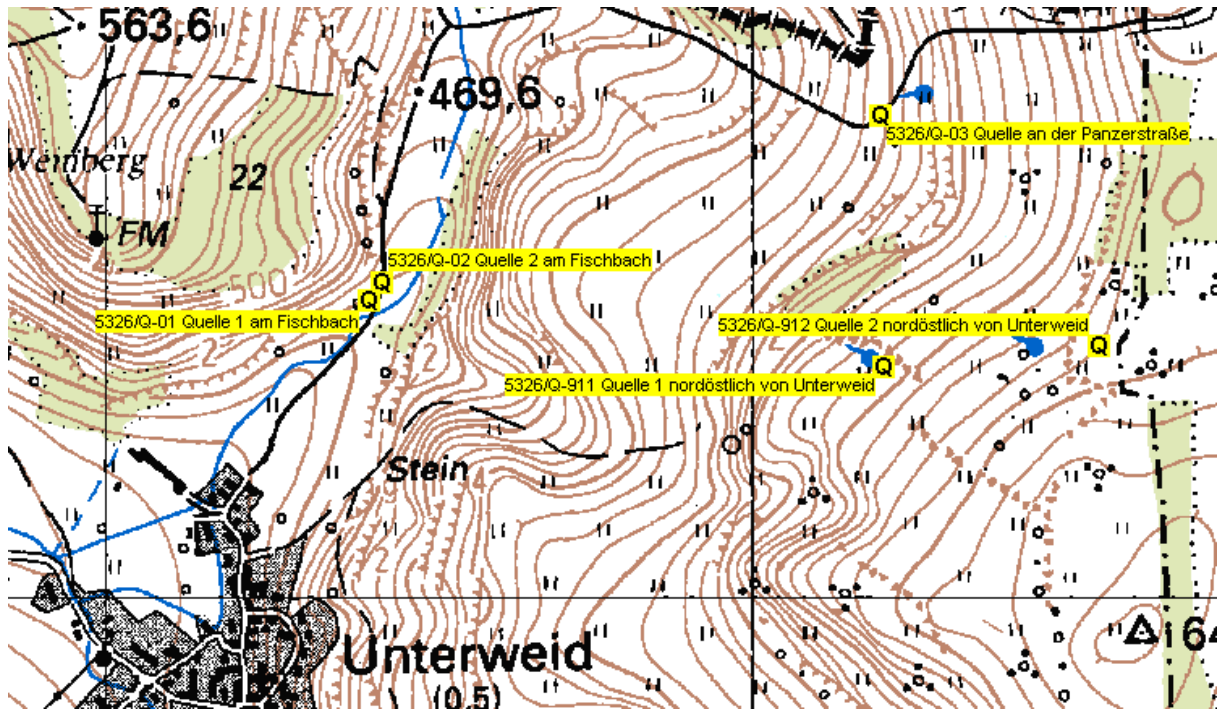 563,6
469,6
Q
5326/Q-03 Quelle an der Panzerstraße
Weinberg
22
FM
5326/Q-02 Quelle 2 am Fischbach
500
Q
Q
5326/Q-01 Quelle 1 am Fischbach
5326/Q-912 Quelle 2 nordöstlich von Unterweid
Q
Q
5326/Q-911 Quelle 1 nordöstlich von Unterweid
Stein
Unterweid
(0,5)
64